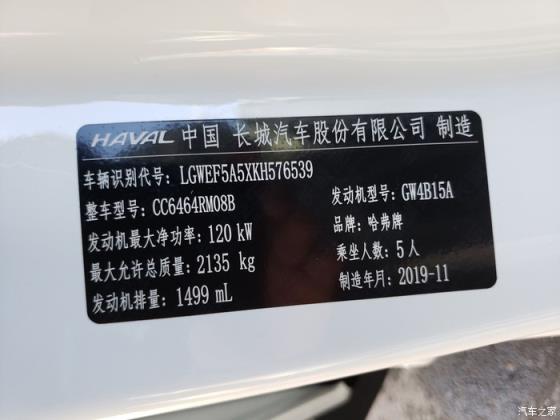 HAVAL 中国 长城汽车股份有限公司 制造
车辆识别代号: LGWEF5A5XKH576539
整车型号: CC6464RM08B
发动机型号: GW4B15A
发动机最大净功率: 120 kW
品牌: 哈弗牌
最大允许总质量: 2135 kg
乘坐人数: 5 人
发动机排量: 1499 mL
制造年月: 2019-11
汽车之家